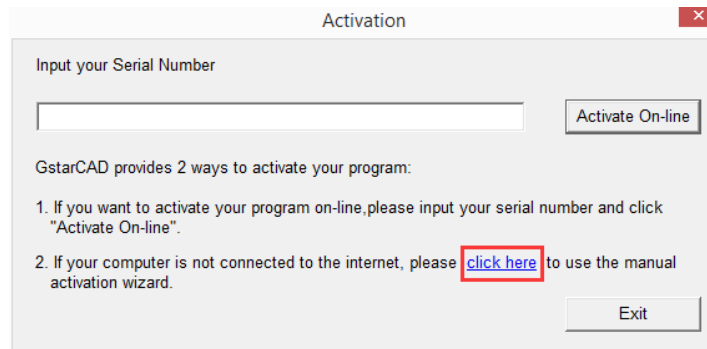 Activation
Input your Serial Number
Activate On-line
GstarCAD provides 2 ways to activate your program:
1. If you want to activate your program on-line,please input your serial number and click
"Activate On-line".
2. If your computer is not connected to the internet, please click here to use the manual
activation wizard.
Exit